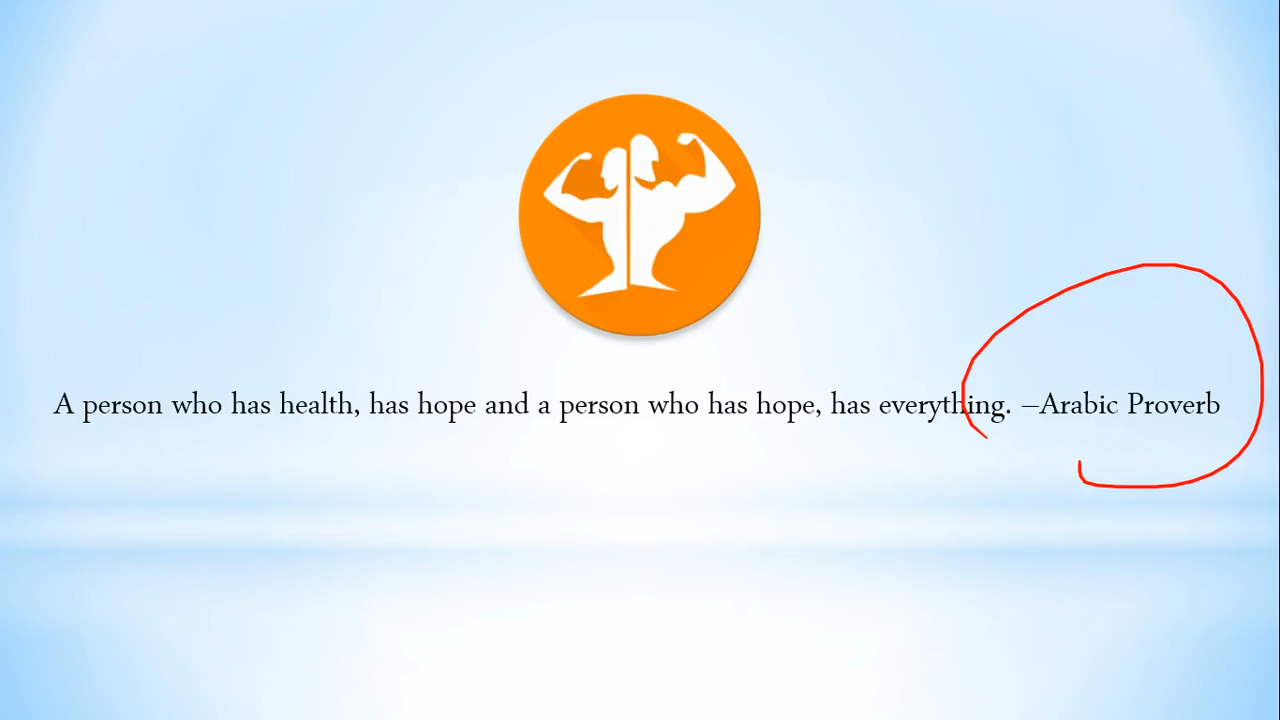 A person who has health, has hope and a person who has hope, has everything. –Arabic Proverb